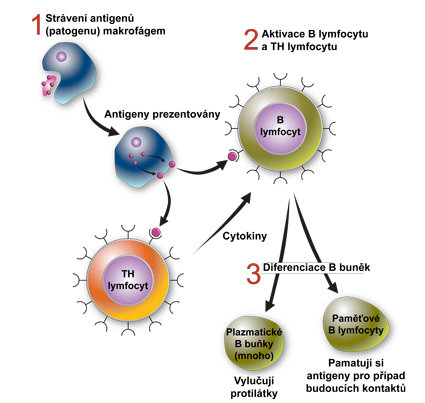 1 Strávení antigenů
(patogenu) makrofágem
2 Aktivace B lymfocytu
a TH lymfocytu
Antigeny prezentovány
B
lymfocyt
TH
lymfocyt
Cytokiny
3 Diferenciace B buněk
Plazmatické
B buňky
(mnoho)
Paměťové
B lymfocyty
Vylučují
protilátky
Pamatují si
antigeny pro případ
budoucích kontaktů